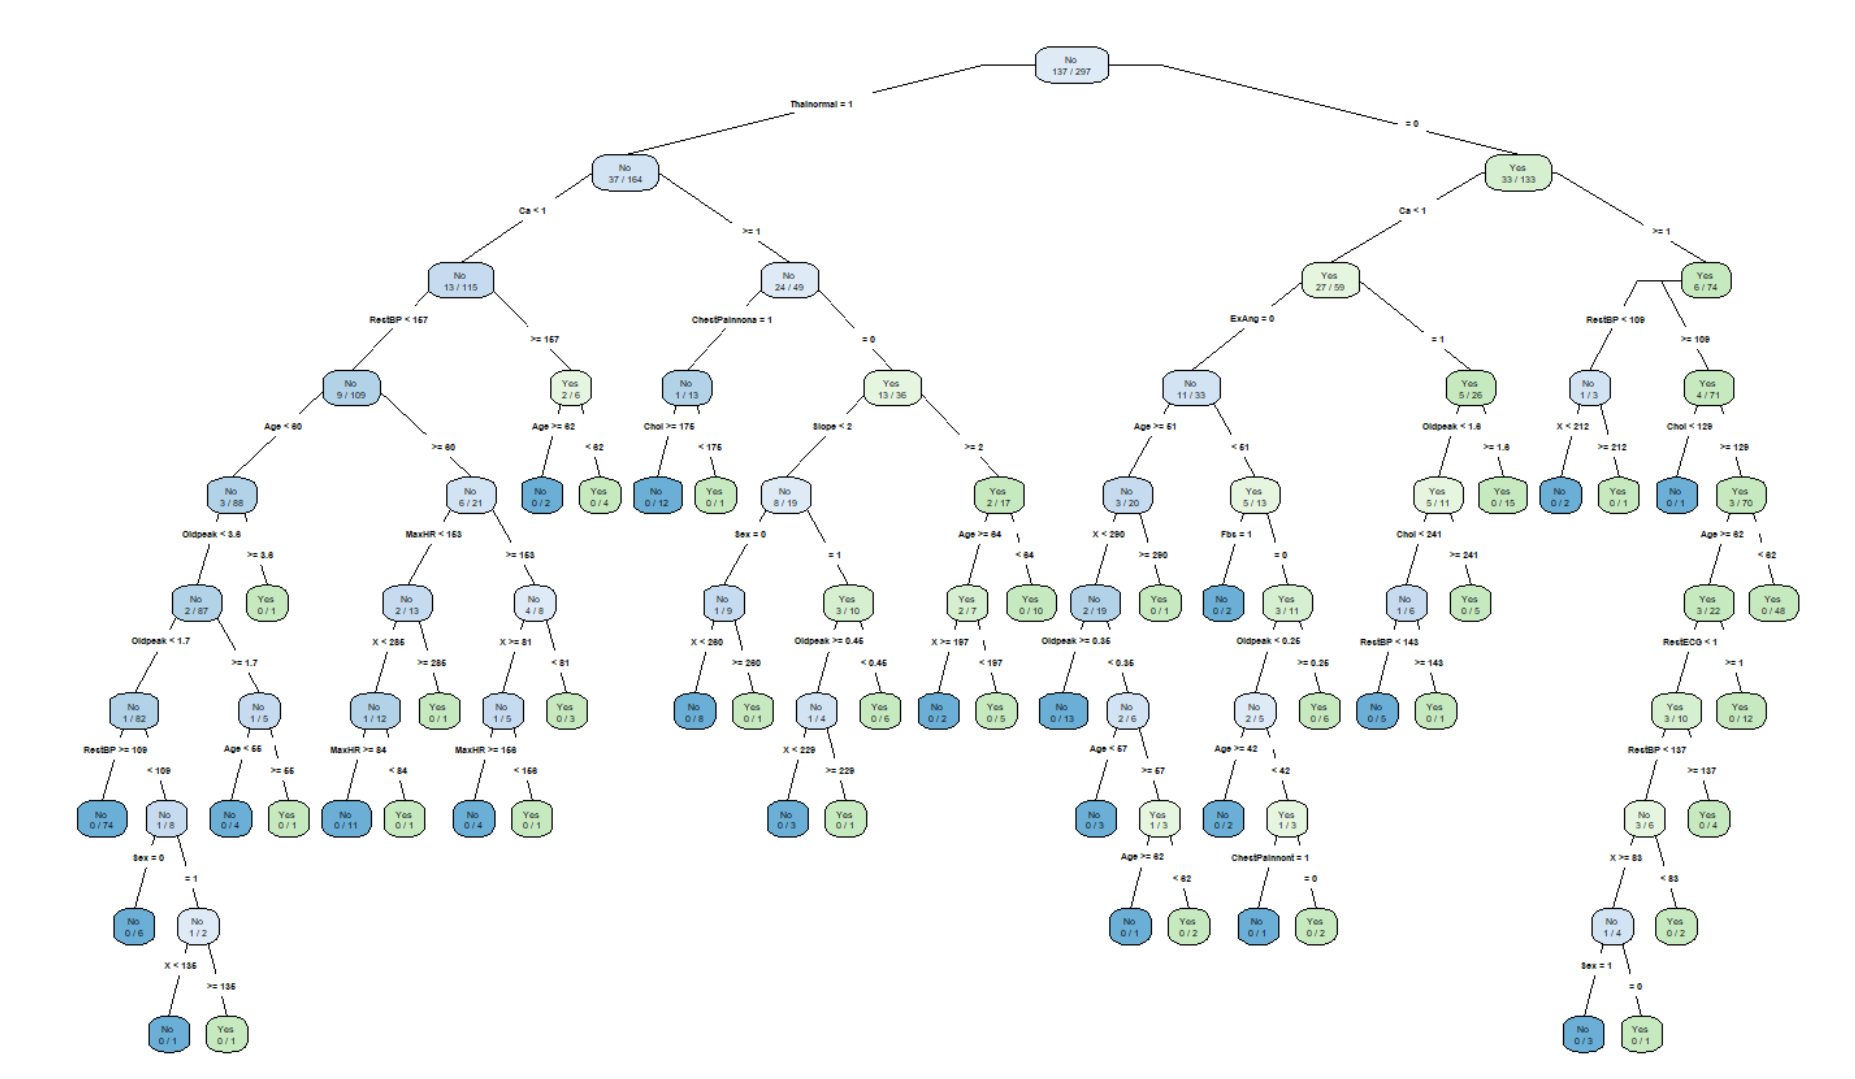 No
137 / 297
Thalnormal = 1
= 0
No
37 / 164
Yes
33 / 133
Ca < 1
>= 1
Ca < 1
>= 1
No
13 / 115
No
24 / 49
Yes
27 / 59
Yes
6 / 74
RestBP < 157
>= 157
ChestPainnona = 1
= 0
ExAng = 0
= 1
RestBP < 109
>= 109
No
9 / 109
Yes
2 / 6
No
1 / 13
Yes
13 / 36
No
11 / 33
Yes
5 / 26
No
1 / 3
Yes
4 / 71
Age < 60
>= 60
Age >= 62
< 62
Chol >= 175
< 175
Slope < 2
>= 2
Age >= 51
< 51
Oldpeak < 1.6
>= 1.6
X < 212
>= 212
Chol < 129
>= 129
No
3 / 88
No
6 / 21
No
0 / 2
Yes
0 / 4
No
0 / 12
Yes
0 / 1
No
8 / 19
Yes
2 / 17
No
3 / 20
Yes
5 / 13
Yes
5 / 11
Yes
0 / 15
No
0 / 2
Yes
0 / 1
No
0 / 1
Yes
3 / 70
Oldpeak < 3.6
>= 3.6
MaxHR < 153
>= 153
Sex = 0
= 1
Age >= 64
< 64
X < 290
>= 290
Fbs = 1
= 0
Chol < 241
>= 241
Age >= 62
< 62
No
2 / 87
Yes
0 / 1
No
2 / 13
No
4 / 8
No
1 / 9
Yes
3 / 10
Yes
2 / 7
Yes
0 / 10
No
2 / 19
Yes
0 / 1
No
0 / 2
Yes
3 / 11
No
1 / 6
Yes
0 / 5
Yes
3 / 22
Yes
0 / 48
Oldpeak < 1.7
>= 1.7
X < 285
>= 285
X >= 81
< 81
X < 260
>= 260
Oldpeak >= 0.45
< 0.45
X >= 197
< 197
Oldpeak >= 0.35
< 0.35
Oldpeak < 0.25
>= 0.25
RestBP < 143
>= 143
RestECG < 1
>= 1
No
1 / 82
No
1 / 5
No
1 / 12
Yes
0 / 1
No
1 / 5
Yes
0 / 3
No
0 / 8
Yes
0 / 1
No
1 / 4
Yes
0 / 6
No
0 / 2
Yes
0 / 5
No
0 / 13
No
2 / 6
No
2 / 5
Yes
0 / 6
No
0 / 5
Yes
0 / 1
Yes
3 / 10
Yes
0 / 12
RestBP >= 109
< 109
Age < 55
>= 55
MaxHR >= 84
< 84
MaxHR >= 156
< 156
X < 229
>= 229
Age < 57
>= 57
Age >= 42
< 42
RestBP < 137
>= 137
No
0 / 74
No
1 / 8
No
0 / 4
Yes
0 / 1
No
0 / 11
Yes
0 / 1
No
0 / 4
Yes
0 / 1
No
0 / 3
Yes
0 / 1
No
0 / 3
Yes
1 / 3
No
0 / 2
Yes
1 / 3
No
3 / 6
Yes
0 / 4
Sex = 0
= 1
Age >= 62
< 62
ChestPainnont = 1
= 0
X >= 83
< 83
No
0 / 6
No
1 / 2
No
0 / 1
Yes
0 / 2
No
0 / 1
Yes
0 / 2
No
1 / 4
Yes
0 / 2
X < 135
>= 135
Sex = 1
= 0
No
0 / 1
Yes
0 / 1
No
0 / 3
Yes
0 / 1